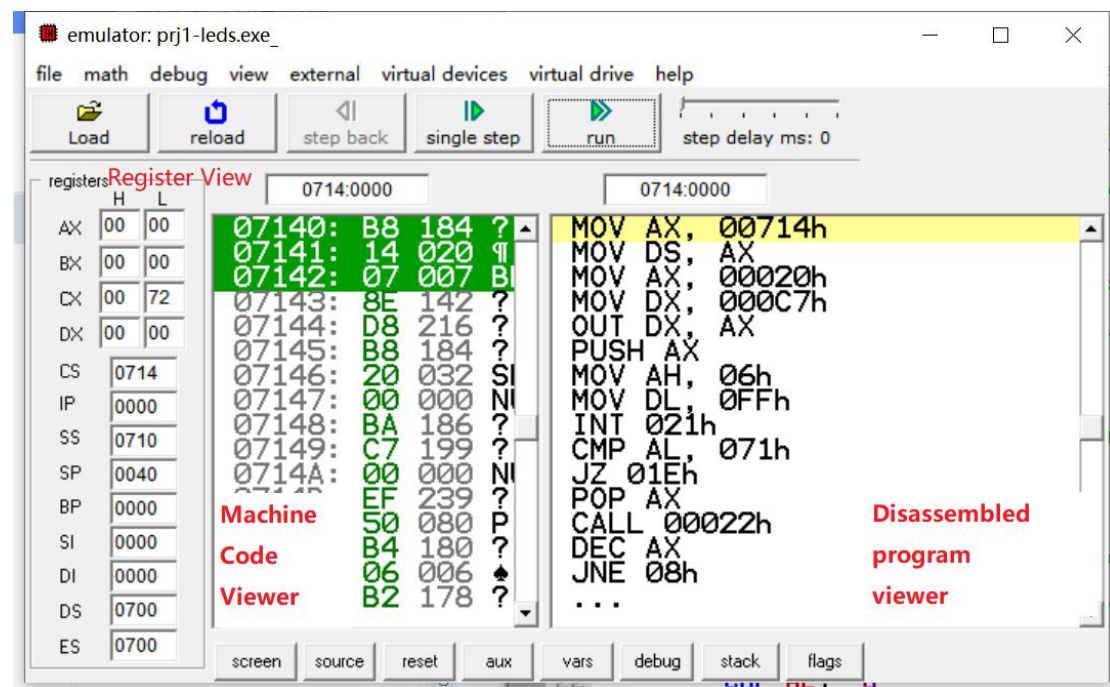 emulator: prj1-leds.exe_
file math debug view external virtual devices virtual drive help
Load reload step back single step run step delay ms: 0
registers Register View
H L
0714:0000 0714:0000
AX 00 00
BX 00 00
CX 00 72
DX 00 00
CS 0714
IP 0000
SS 0710
SP 0040
BP 0000
SI 0000
DI 0000
DS 0700
ES 0700
07140: B8 184 ?
07141: 14 020 ¶
07142: 07 007
07143: 8E 142 ?
07144: D8 216 ?
07145: B8 184 ?
07146: 20 032
07147: 00 000
07148: BA 186 ?
07149: C7 199 ?
0714A: 00 000
EF 239 ?
50 080 P
B4 180 ?
06 006 ♠
B2 178 ?
Machine
Code
Viewer
MOV AX, 00714h
MOV DS, AX
MOV AX, 00020h
MOV DX, 000C7h
OUT DX, AX
PUSH AX
MOV AH, 06h
MOV DL, 0FFh
INT 021h
CMP AL, 071h
JZ 01Eh
POP AX
CALL 00022h
DEC AX
JNE 08h
...
Disassembled
program
viewer
screen source reset aux vars debug stack flags